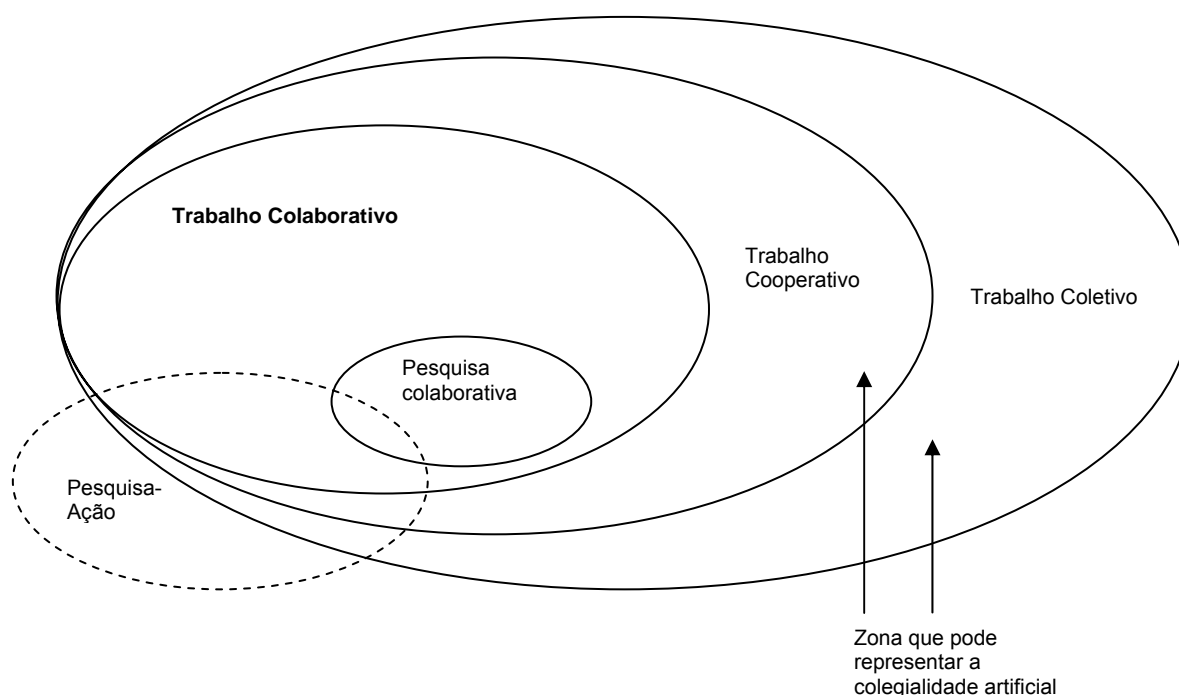 Trabalho Colaborativo
Trabalho
Cooperativo
Trabalho Coletivo
Pesquisa
colaborativa
Pesquisa-
Ação
Zona que pode
representar a
colegialidade artificial